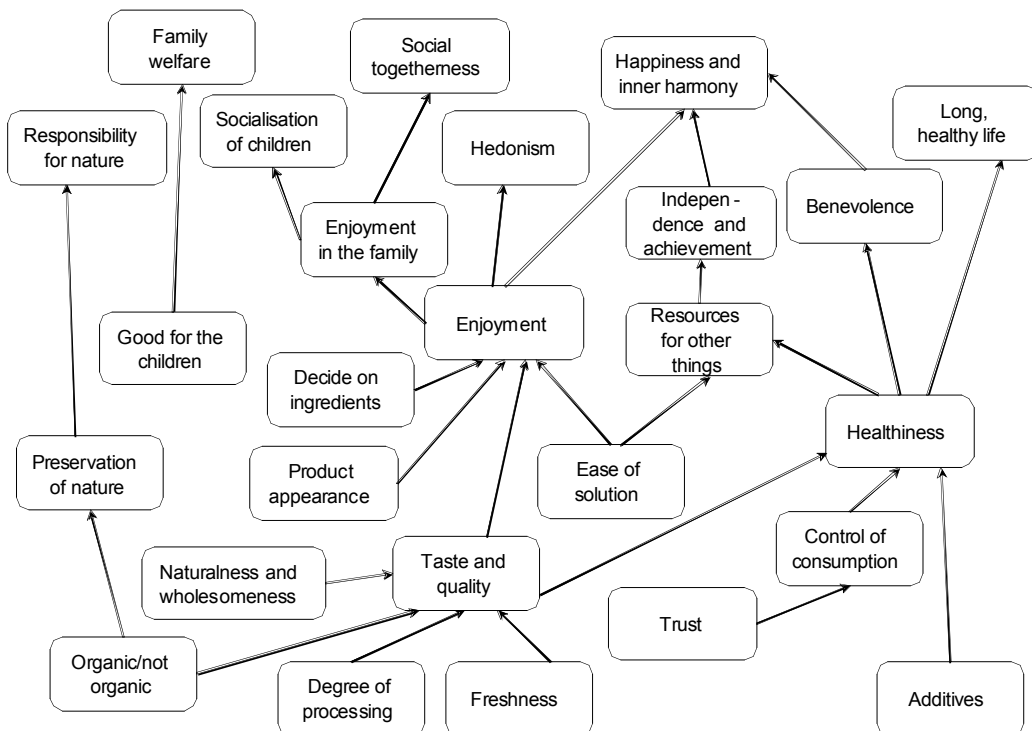 Family
welfare
Social
togetherness
Happiness and
inner harmony
Long,
healthy life
Responsibility
for nature
Socialisation
of children
Hedonism
Indepen -
dence and
achievement
Benevolence
Enjoyment
in the family
Good for the
children
Enjoyment
Resources
for other
things
Decide on
ingredients
Healthiness
Preservation
of nature
Product
appearance
Ease of
solution
Naturalness and
wholesomeness
Taste and
quality
Control of
consumption
Trust
Organic/not
organic
Degree of
processing
Freshness
Additives